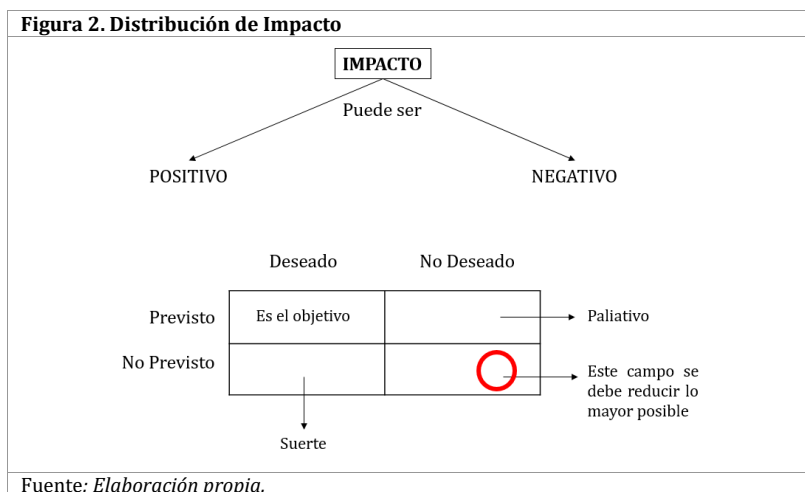 Figura 2. Distribución de Impacto
IMPACTO
Puede ser
POSITIVO
NEGATIVO
Deseado
No Deseado
Previsto
Es el objetivo
Paliativo
No Previsto
Este campo se
debe reducir lo
mayor posible
Suerte
Fuente: Elaboración propia.